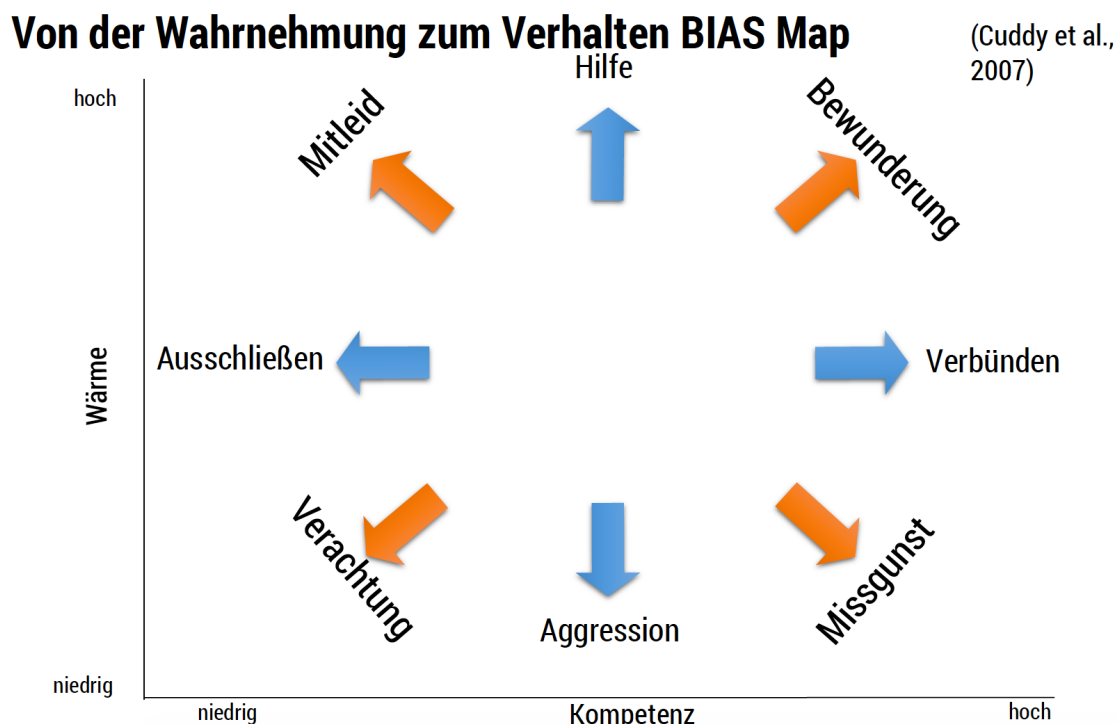 Von der Wahrnehmung zum Verhalten BIAS Map
(Cuddy et al.,
2007)
Hilfe
hoch
Mitleid
Bewunderung
Wärme
Ausschließen
Verbünden
Verachtung
Aggression
Missgunst
niedrig
niedrig
Kompetenz
hoch